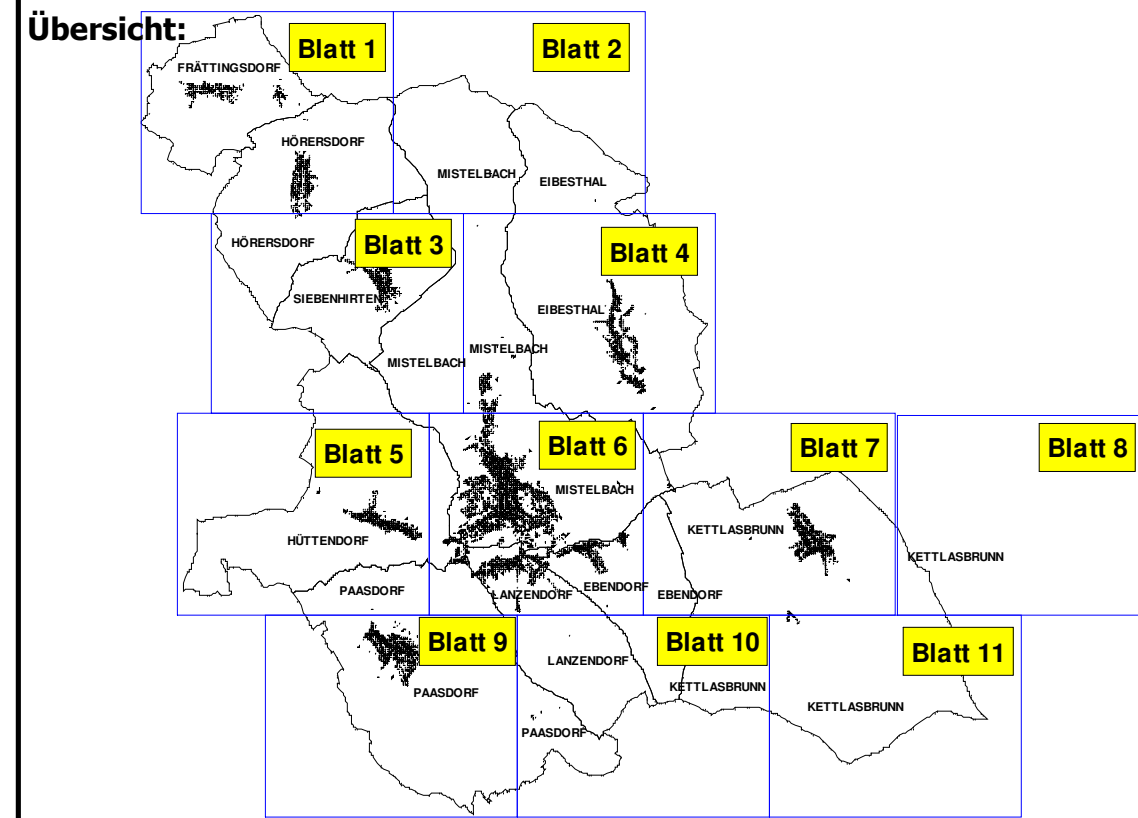 Übersicht:
Blatt 1
Blatt 2
FRÄTTINGSDORF
HÖRERSDORF
MISTELBACH
EIBESTHAL
HÖRERSDORF
Blatt 3
Blatt 4
SIEBENHIRTEN
EIBESTHAL
MISTELBACH
MISTELBACH
Blatt 5
Blatt 6
Blatt 7
Blatt 8
MISTELBACH
HÜTTENDORF
KETTLASBRUNN
KETTLASBRUNN
PAASDORF
LANZENDORF
EBENDORF
EBENDORF
Blatt 9
Blatt 10
Blatt 11
LANZENDORF
PAASDORF
KETTLASBRUNN
KETTLASBRUNN
PAASDORF